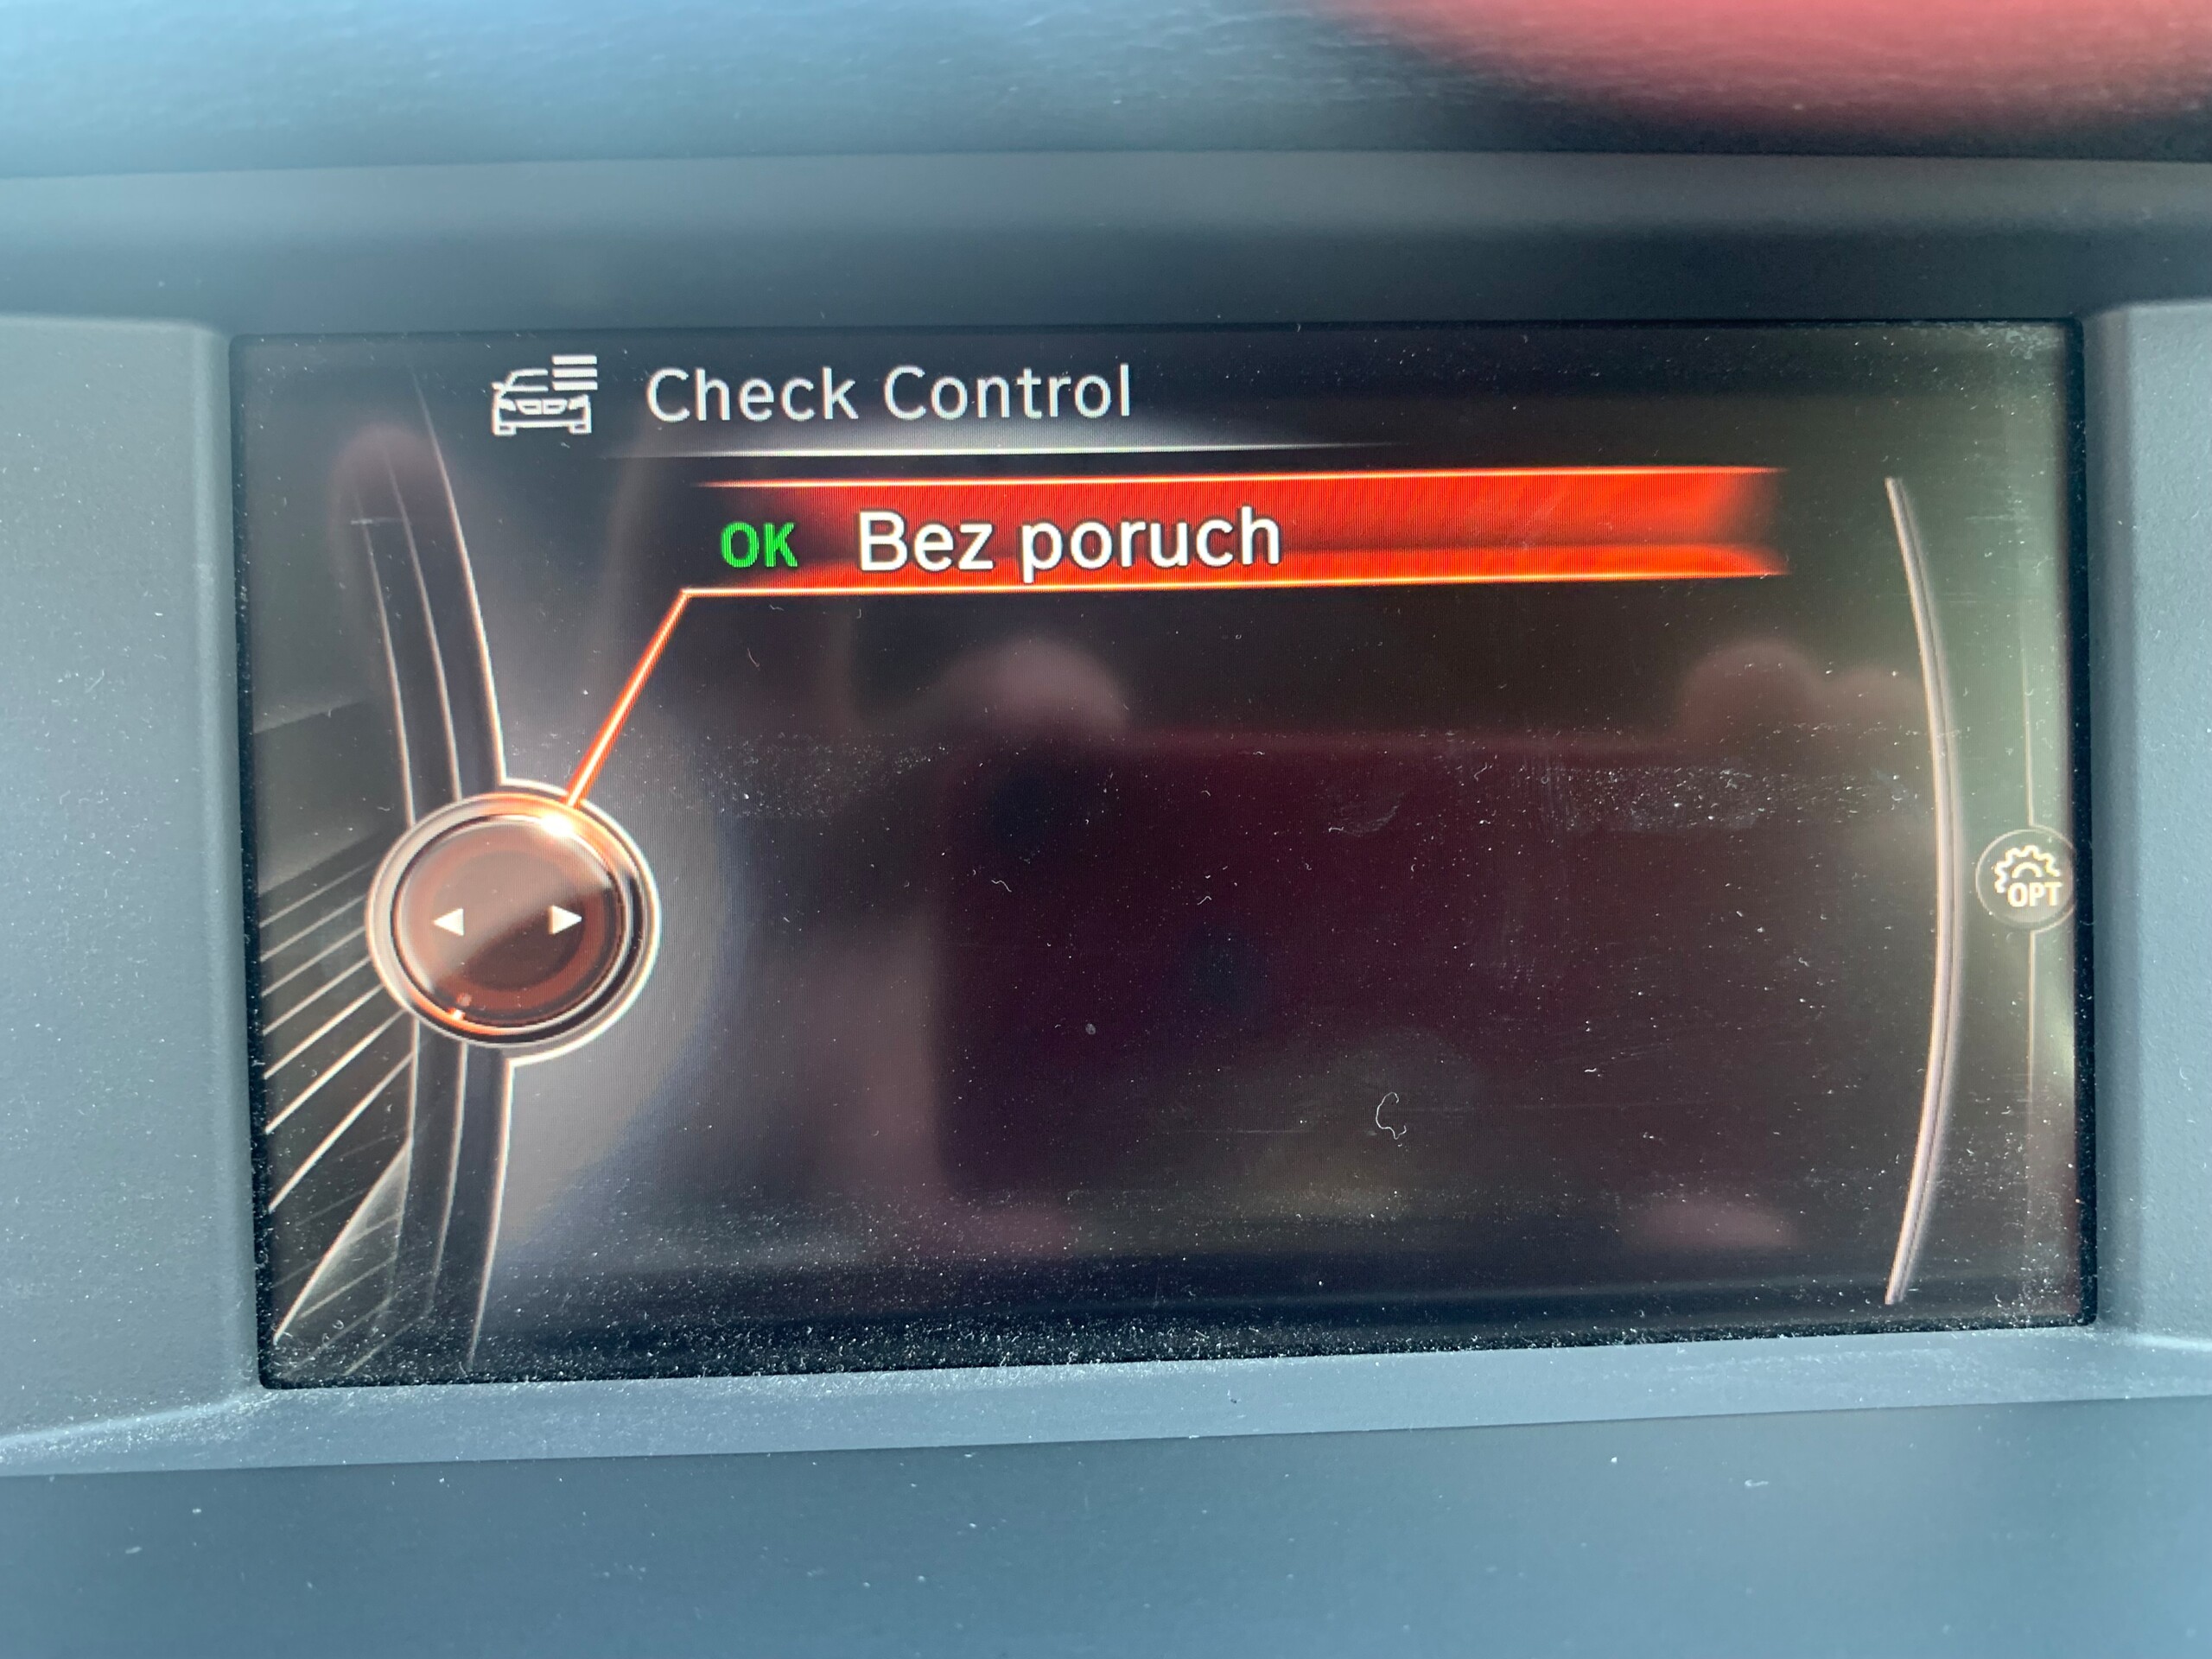 Check Control
OK Bez poruch
OPT